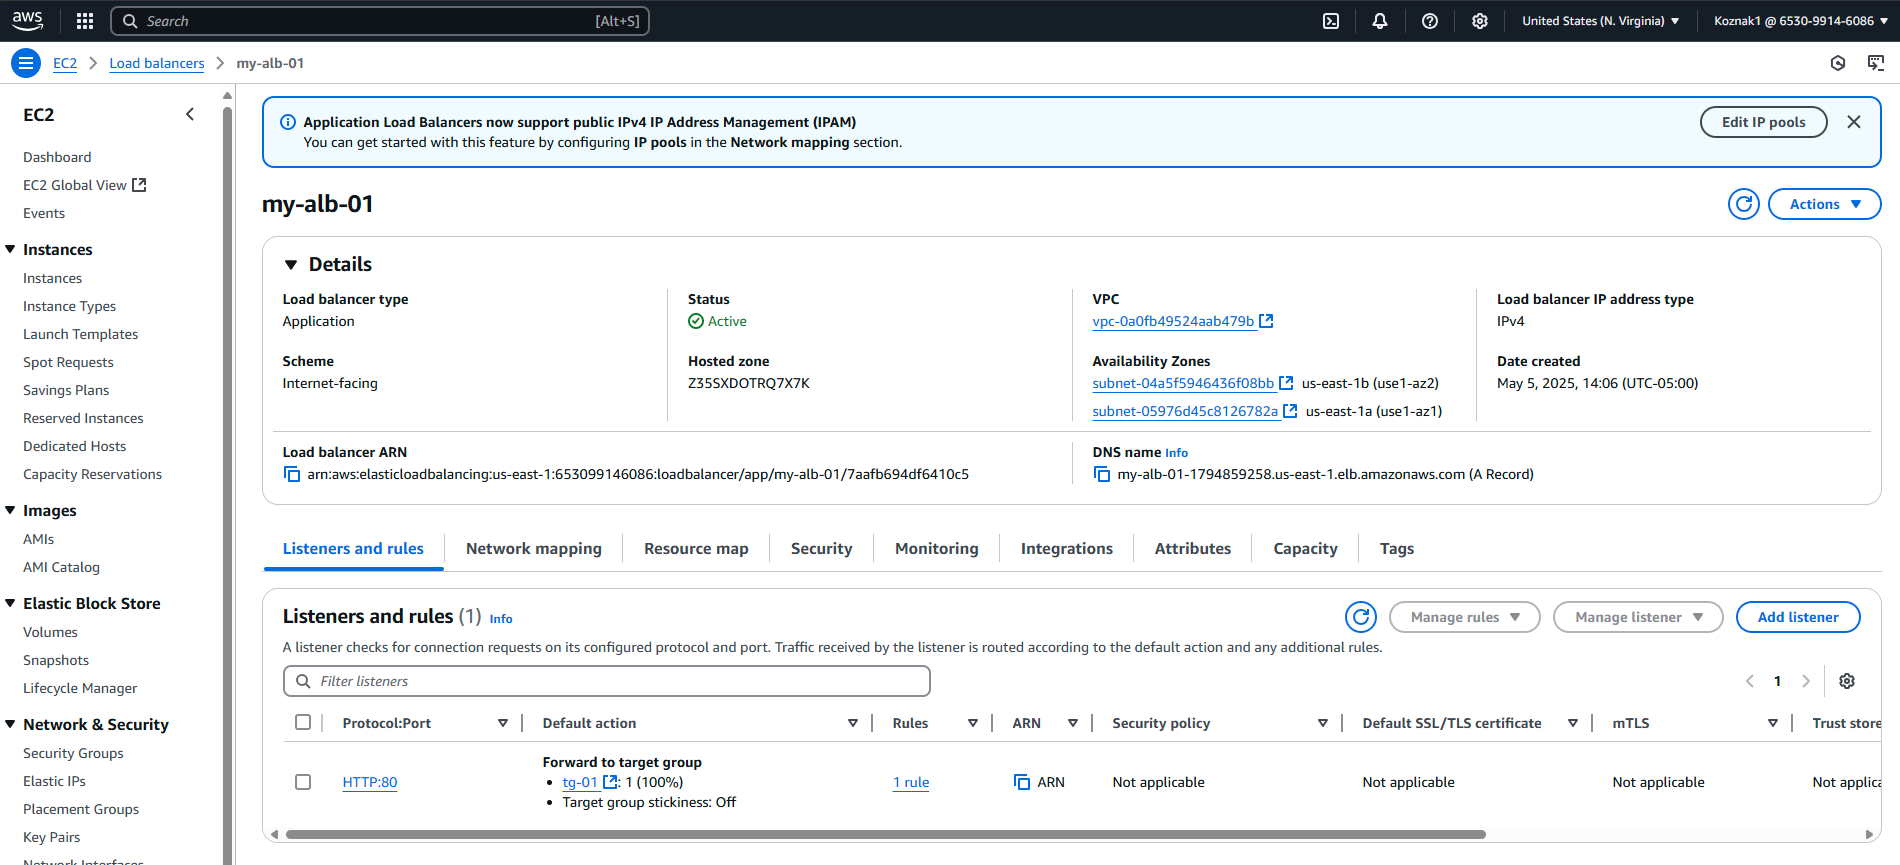 aws
Search [Alt+S]
United States (N. Virginia)
Koznak1 @ 6530-9914-6086
EC2
Load balancers
my-alb-01
EC2
Dashboard
EC2 Global View
Events
Instances
Instances
Instance Types
Launch Templates
Spot Requests
Savings Plans
Reserved Instances
Dedicated Hosts
Capacity Reservations
Images
AMIs
AMI Catalog
Elastic Block Store
Volumes
Snapshots
Lifecycle Manager
Network & Security
Security Groups
Elastic IPs
Placement Groups
Key Pairs
Network Interfaces
Application Load Balancers now support public IPv4 IP Address Management (IPAM)
You can get started with this feature by configuring IP pools in the Network mapping section.
Edit IP pools
my-alb-01
Actions
Details
Load balancer type
Application
Status
Active
VPC
vpc-0a0fb49524aab479b
Load balancer IP address type
IPv4
Scheme
Internet-facing
Hosted zone
Z35SXDOTRQ7X7K
Availability Zones
subnet-04a5f5946436f08bb us-east-1b (use1-az2)
subnet-05976d45c8126782a us-east-1a (use1-az1)
Date created
May 5, 2025, 14:06 (UTC-05:00)
Load balancer ARN
arn:aws:elasticloadbalancing:us-east-1:653099146086:loadbalancer/app/my-alb-01/7aafb694df6410c5
DNS name Info
my-alb-01-1794859258.us-east-1.elb.amazonaws.com (A Record)
Listeners and rules
Network mapping
Resource map
Security
Monitoring
Integrations
Attributes
Capacity
Tags
Listeners and rules (1) Info
Manage rules
Manage listener
Add listener
A listener checks for connection requests on its configured protocol and port. Traffic received by the listener is routed according to the default action and any additional rules.
Filter listeners
1
Protocol:Port
Default action
Rules
ARN
Security policy
Default SSL/TLS certificate
mTLS
Trust store
HTTP:80
Forward to target group
• tg-01 : 1 (100%)
• Target group stickiness: Off
1 rule
ARN
Not applicable
Not applicable
Not applicable
Not applica